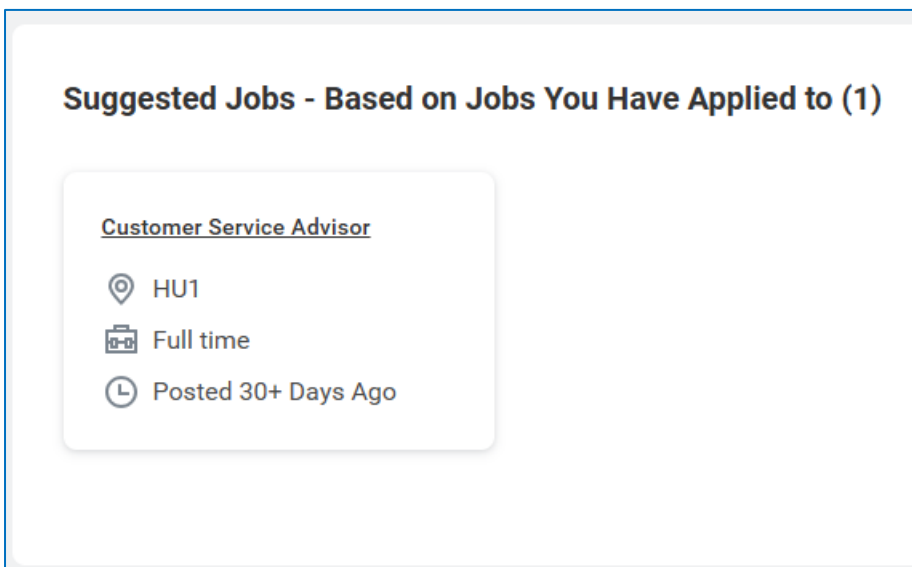 Suggested Jobs - Based on Jobs You Have Applied to (1)
Customer Service Advisor
HU1
Full time
Posted 30+ Days Ago